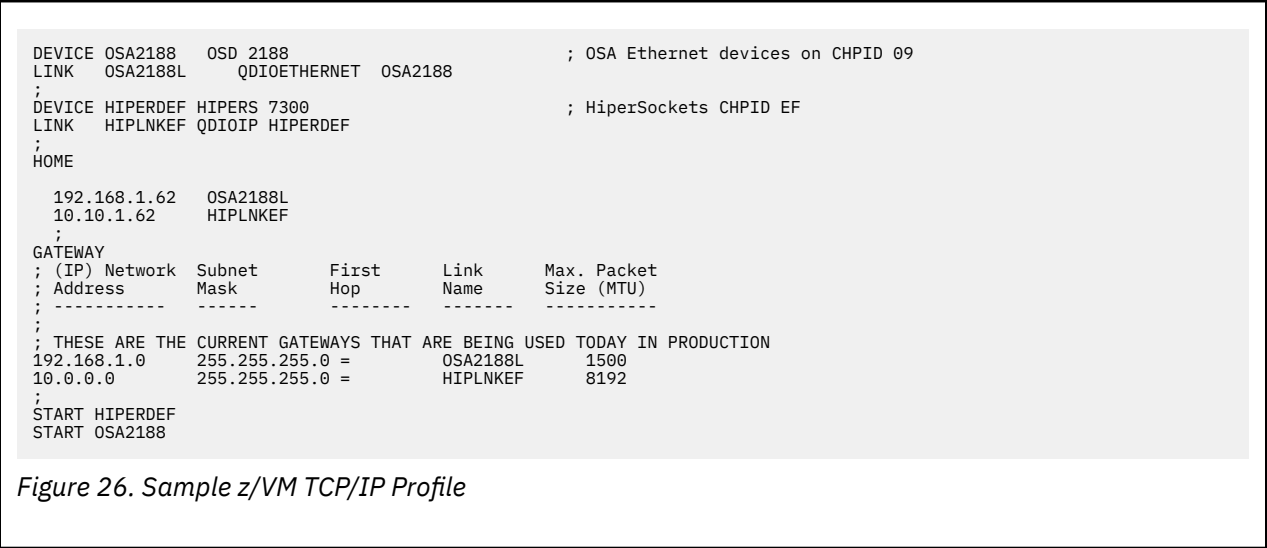 DEVICE OSA2188   OSD 2188                           ; OSA Ethernet devices on CHPID 09
LINK   OSA2188L    QDIOETHERNET  OSA2188
;
DEVICE HIPERDEF HIPERS 7300                         ; HiperSockets CHPID EF
LINK   HIPLNKEF QDIOIP HIPERDEF
;
HOME
  192.168.1.62   OSA2188L
  10.10.1.62     HIPLNKEF
  ;
GATEWAY
; (IP) Network  Subnet       First      Link      Max. Packet
; Address       Mask         Hop        Name      Size (MTU)
; -----------   ------       --------   -------   -----------
;
; THESE ARE THE CURRENT GATEWAYS THAT ARE BEING USED TODAY IN PRODUCTION
192.168.1.0     255.255.255.0 =         OSA2188L      1500
10.0.0.0        255.255.255.0 =         HIPLNKEF      8192
;
START HIPERDEF
START OSA2188
Figure 26. Sample z/VM TCP/IP Profile